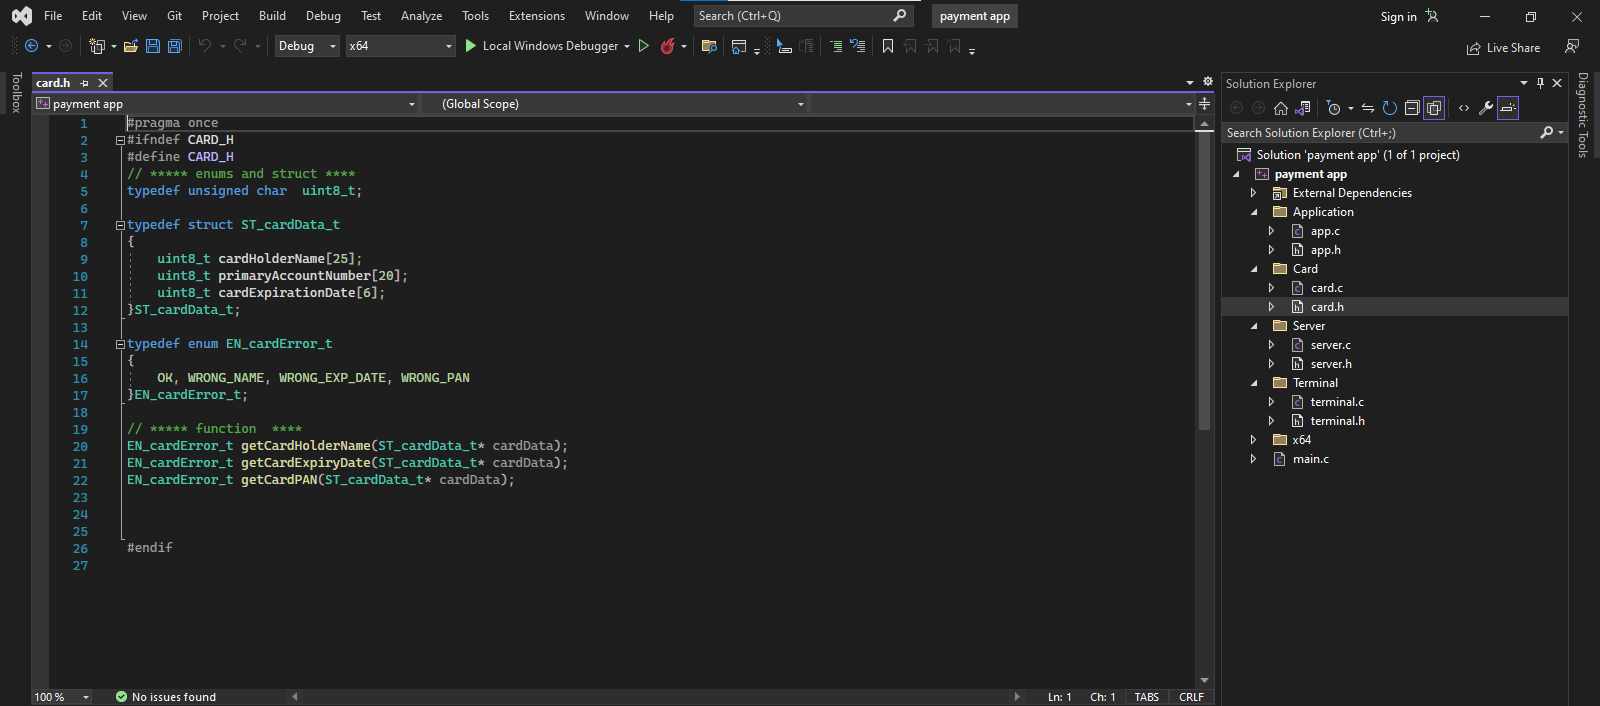 File Edit View Git Project Build Debug Test Analyze Tools Extensions Window Help Search (Ctrl+Q) payment app Sign in
Debug x64 Local Windows Debugger Live Share
Toolbox
card.h
payment app (Global Scope)
1 #pragma once
2 #ifndef CARD_H
3 #define CARD_H
4 // ***** enums and struct ****
5 typedef unsigned char  uint8_t;
6
7 typedef struct ST_cardData_t
8 {
9     uint8_t cardHolderName[25];
10     uint8_t primaryAccountNumber[20];
11     uint8_t cardExpirationDate[6];
12 }ST_cardData_t;
13
14 typedef enum EN_cardError_t
15 {
16     OK, WRONG_NAME, WRONG_EXP_DATE, WRONG_PAN
17 }EN_cardError_t;
18
19 // ***** function  ****
20 EN_cardError_t getCardHolderName(ST_cardData_t* cardData);
21 EN_cardError_t getCardExpiryDate(ST_cardData_t* cardData);
22 EN_cardError_t getCardPAN(ST_cardData_t* cardData);
23
24
25
26 #endif
27
100 % No issues found Ln: 1 Ch: 1 TABS CRLF
Solution Explorer
Search Solution Explorer (Ctrl+;)
Solution 'payment app' (1 of 1 project)
payment app
External Dependencies
Application
app.c
app.h
Card
card.c
card.h
Server
server.c
server.h
Terminal
terminal.c
terminal.h
x64
main.c
Diagnostic Tools